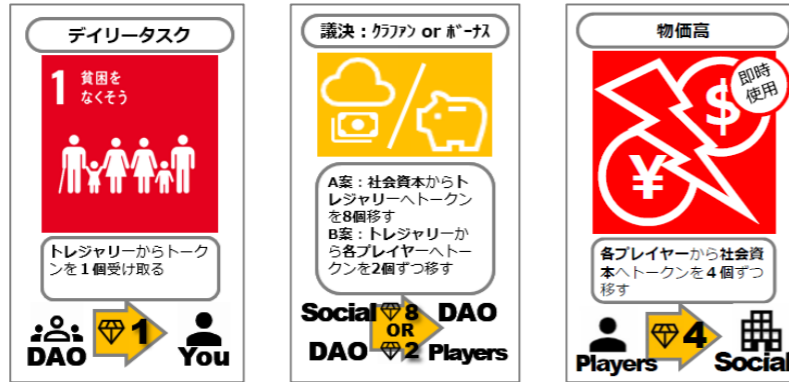 デイリータスク
1 貧困を
なくそう
トレジャリーからトーク
ンを1個受け取る
1
DAO
You
議決：クラファン or ボーナス
A案：社会資本からト
レジャリーへトークン
を8個移す
B案：トレジャリーか
ら各プレイヤーへトー
クンを2個ずつ移す
Social 8 DAO
OR
DAO 2 Players
物価高
即時
使用
$
¥
各プレイヤーから社会資
本へトークンを４個ずつ
移す
4
Players
Social